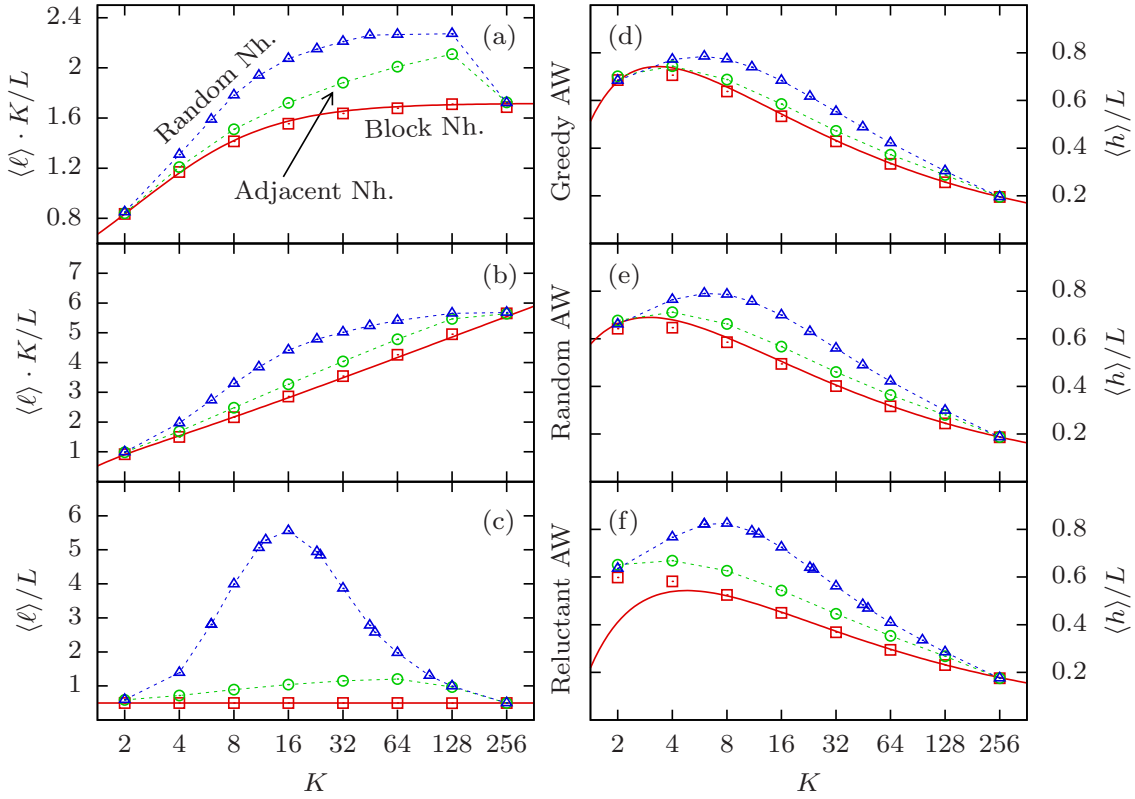 (a)
2.4
2
1.6
1.2
0.8
⟨ℓ⟩ · K/L
Random Nh.
Block Nh.
Adjacent Nh.
(d)
Greedy AW
0.8
0.6
0.4
0.2
⟨h⟩/L
(b)
7
6
5
4
3
2
1
⟨ℓ⟩ · K/L
(e)
Random AW
0.8
0.6
0.4
0.2
⟨h⟩/L
(c)
6
5
4
3
2
1
⟨ℓ⟩/L
2 4 8 16 32 64 128 256
K
(f)
Reluctant AW
0.8
0.6
0.4
0.2
⟨h⟩/L
2 4 8 16 32 64 128 256
K